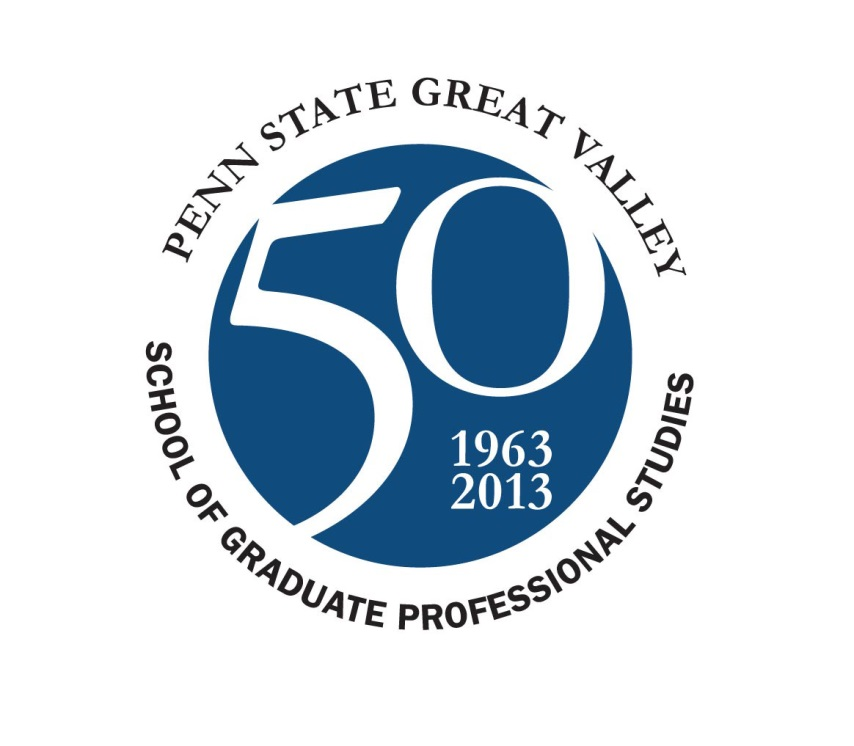 PENN STATE GREAT VALLEY
50
1963
2013
SCHOOL OF GRADUATE PROFESSIONAL STUDIES